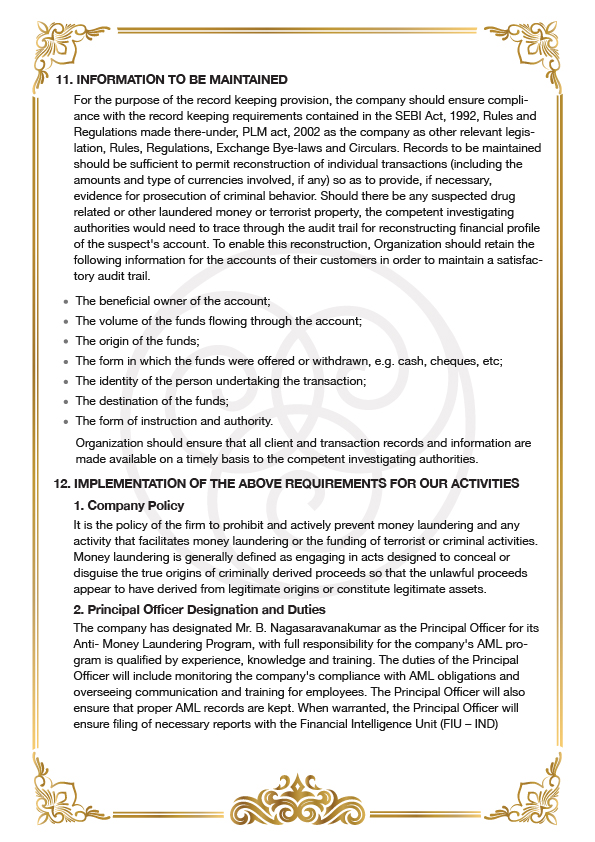 11. INFORMATION TO BE MAINTAINED
For the purpose of the record keeping provision, the company should ensure compli-
ance with the record keeping requirements contained in the SEBI Act, 1992, Rules and
Regulations made there-under, PLM act, 2002 as the company as other relevant legis-
lation, Rules, Regulations, Exchange Bye-laws and Circulars. Records to be maintained
should be sufficient to permit reconstruction of individual transactions (including the
amounts and type of currencies involved, if any) so as to provide, if necessary,
evidence for prosecution of criminal behavior. Should there be any suspected drug
related or other laundered money or terrorist property, the competent investigating
authorities would need to trace through the audit trail for reconstructing financial profile
of the suspect's account. To enable this reconstruction, Organization should retain the
following information for the accounts of their customers in order to maintain a satisfac-
tory audit trail.
• The beneficial owner of the account;
• The volume of the funds flowing through the account;
• The origin of the funds;
• The form in which the funds were offered or withdrawn, e.g. cash, cheques, etc;
• The identity of the person undertaking the transaction;
• The destination of the funds;
• The form of instruction and authority.
Organization should ensure that all client and transaction records and information are
made available on a timely basis to the competent investigating authorities.
12. IMPLEMENTATION OF THE ABOVE REQUIREMENTS FOR OUR ACTIVITIES
1. Company Policy
It is the policy of the firm to prohibit and actively prevent money laundering and any
activity that facilitates money laundering or the funding of terrorist or criminal activities.
Money laundering is generally defined as engaging in acts designed to conceal or
disguise the true origins of criminally derived proceeds so that the unlawful proceeds
appear to have derived from legitimate origins or constitute legitimate assets.
2. Principal Officer Designation and Duties
The company has designated Mr. B. Nagasaravanakumar as the Principal Officer for its
Anti- Money Laundering Program, with full responsibility for the company's AML pro-
gram is qualified by experience, knowledge and training. The duties of the Principal
Officer will include monitoring the company's compliance with AML obligations and
overseeing communication and training for employees. The Principal Officer will also
ensure that proper AML records are kept. When warranted, the Principal Officer will
ensure filing of necessary reports with the Financial Intelligence Unit (FIU – IND)